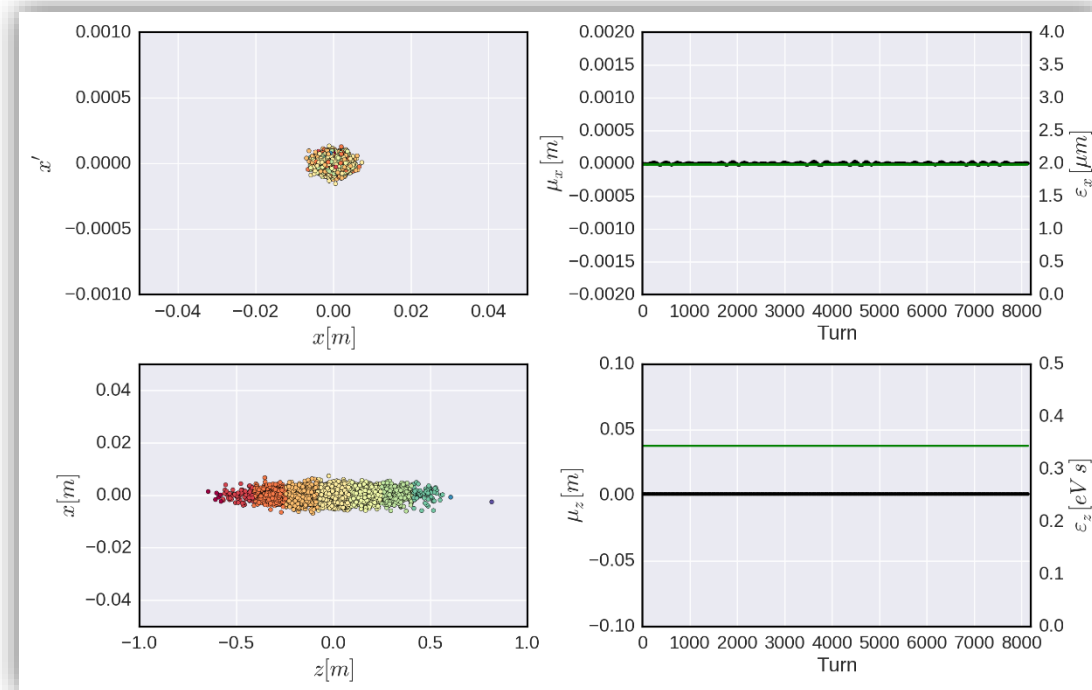 0.0010
0.0005
0.0000
−0.0005
−0.0010
x′
−0.04 −0.02 0.00 0.02 0.04
x[m]
0.0020
0.0015
0.0010
0.0005
0.0000
−0.0005
−0.0010
−0.0015
−0.0020
μx [m]
0 1000 2000 3000 4000 5000 6000 7000 8000
Turn
4.0
3.5
3.0
2.5
2.0
1.5
1.0
0.5
0.0
εx [μm]
0.04
0.02
0.00
−0.02
−0.04
x[m]
−1.0 −0.5 0.0 0.5 1.0
z[m]
0.10
0.05
0.00
−0.05
−0.10
μz [m]
0 1000 2000 3000 4000 5000 6000 7000 8000
Turn
0.5
0.4
0.3
0.2
0.1
0.0
εz [eV s]